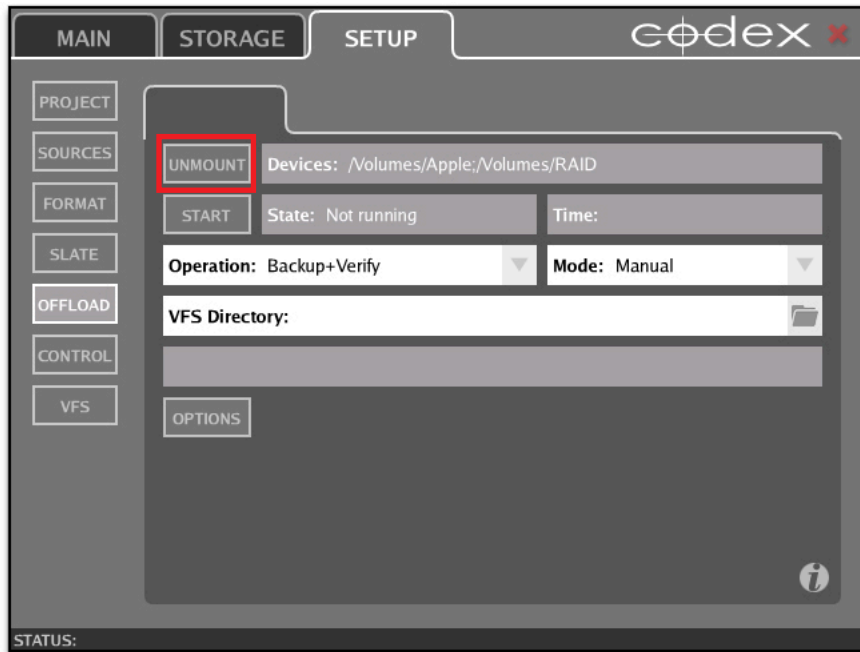 MAIN STORAGE SETUP codex
PROJECT
SOURCES
FORMAT
SLATE
OFFLOAD
CONTROL
VFS
UNMOUNT Devices: /Volumes/Apple;/Volumes/RAID
START State: Not running Time:
Operation: Backup+Verify Mode: Manual
VFS Directory:
OPTIONS
i
STATUS: